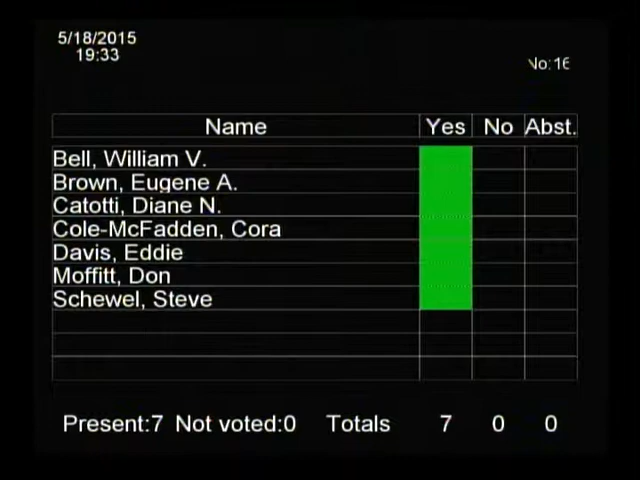 5/18/2015
19:33
No:16
Name Yes No Abst.
Bell, William V.
Brown, Eugene A.
Catotti, Diane N.
Cole-McFadden, Cora
Davis, Eddie
Moffitt, Don
Schewel, Steve
Present:7 Not voted:0 Totals 7 0 0